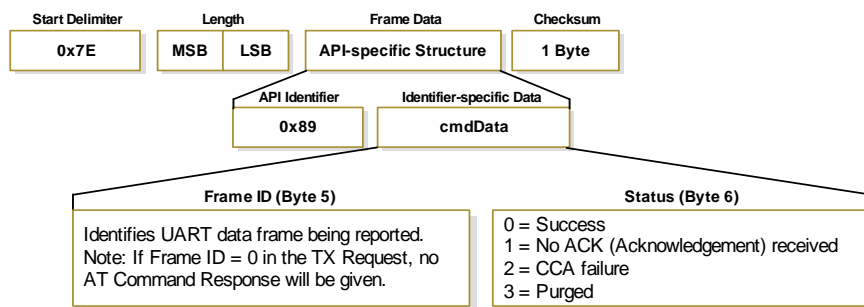 Start Delimiter
Length
Frame Data
Checksum
0x7E
MSB
LSB
API-specific Structure
1 Byte
API Identifier
Identifier-specific Data
0x89
cmdData
Frame ID (Byte 5)
Identifies UART data frame being reported.
Note: If Frame ID = 0 in the TX Request, no
AT Command Response will be given.
Status (Byte 6)
0 = Success
1 = No ACK (Acknowledgement) received
2 = CCA failure
3 = Purged